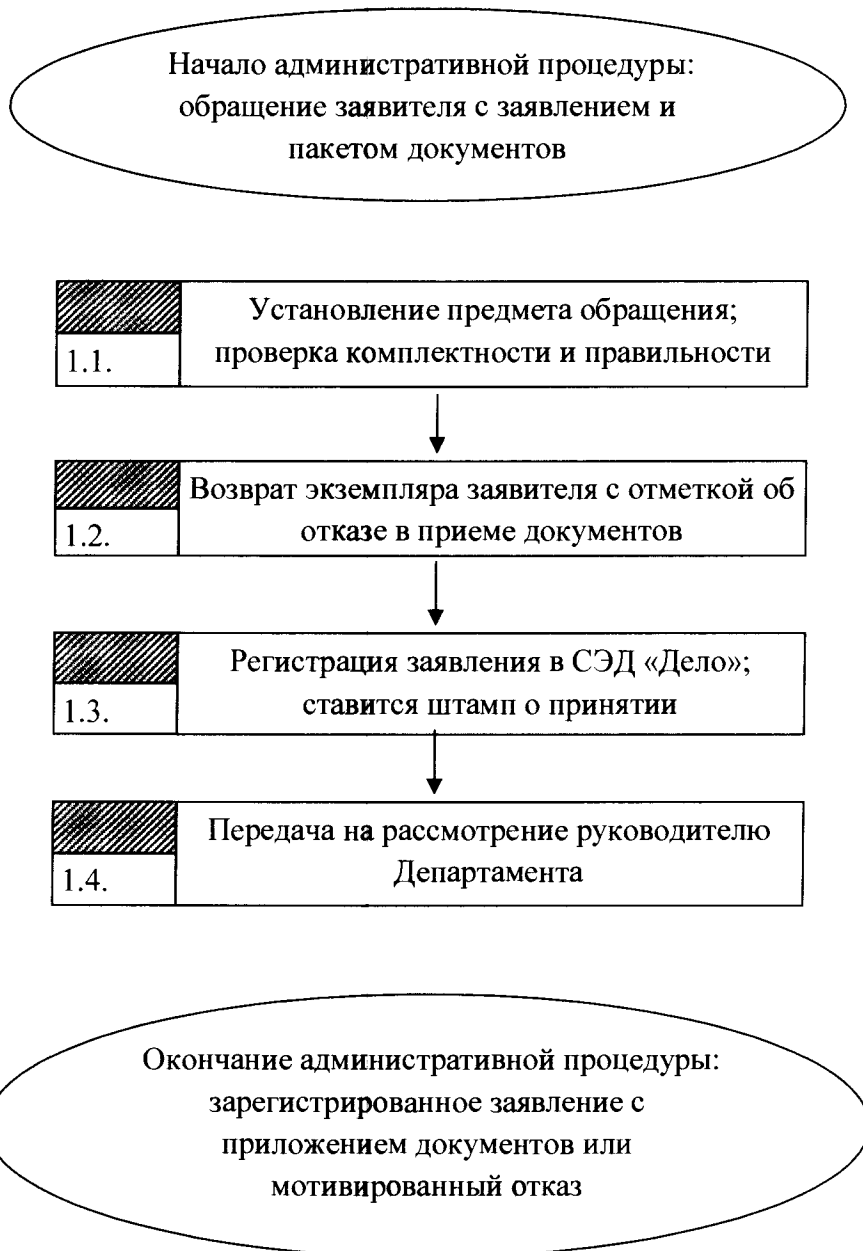 Начало административной процедуры:
обращение заявителя с заявлением и
пакетом документов
Установление предмета обращения;
проверка комплектности и правильности
1.1.
Возврат экземпляра заявителя с отметкой об
отказе в приеме документов
1.2.
Регистрация заявления в СЭД «Дело»;
ставится штамп о принятии
1.3.
Передача на рассмотрение руководителю
Департамента
1.4.
Окончание административной процедуры:
зарегистрированное заявление с
приложением документов или
мотивированный отказ